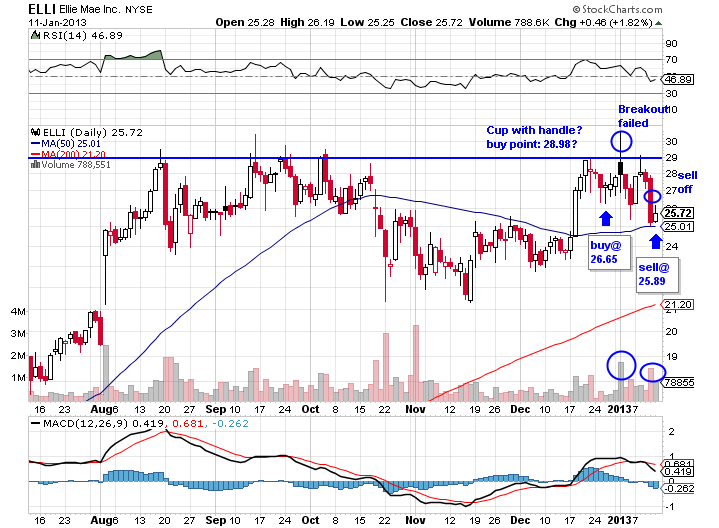 ELLI Ellie Mae Inc. NYSE
© StockCharts.com
11-Jan-2013
Open 25.28 High 26.19 Low 25.25 Close 25.72 Volume 788.6K Chg +0.46 (+1.82%)
RSI(14) 46.89
90
70
50
46.89
30
10
Breakout
failed
Cup with handle?
buy point: 28.98?
ELLI (Daily) 25.72
MA(50) 25.01
MA(200) 21.20
Volume 788,551
30
29
28
sell
off
27
26
25.72
25.01
24
buy@
26.65
sell@
25.89
21.20
20
19
4M
3M
2M
1M
78855
16 23 Aug 6 13 20 27 Sep 10 17 24 Oct 8 15 22 Nov 5 12 19 26 Dec 10 17 24 2013 7
MACD(12,26,9) 0.419, 0.681, -0.262
2
1
0.681
0.419
-0.262
-1
16 23 Aug 6 13 20 27 Sep 10 17 24 Oct 8 15 22 Nov 12 19 26 Dec 10 17 24 2013 7